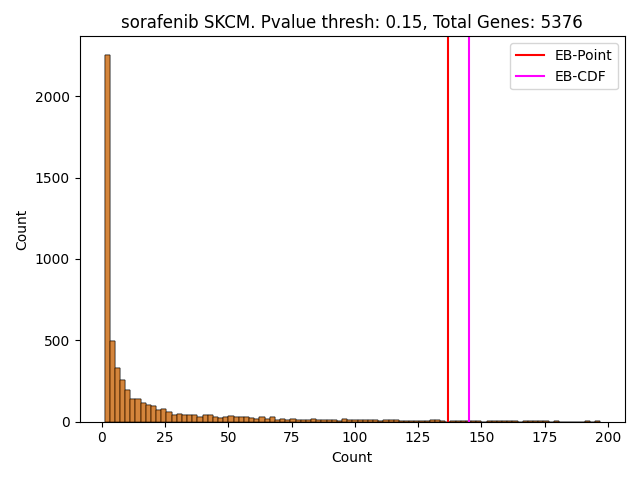 sorafenib SKCM. Pvalue thresh: 0.15, Total Genes: 5376
EB-Point
EB-CDF
Count
2000
1500
1000
500
0
0 25 50 75 100 125 150 175 200
Count